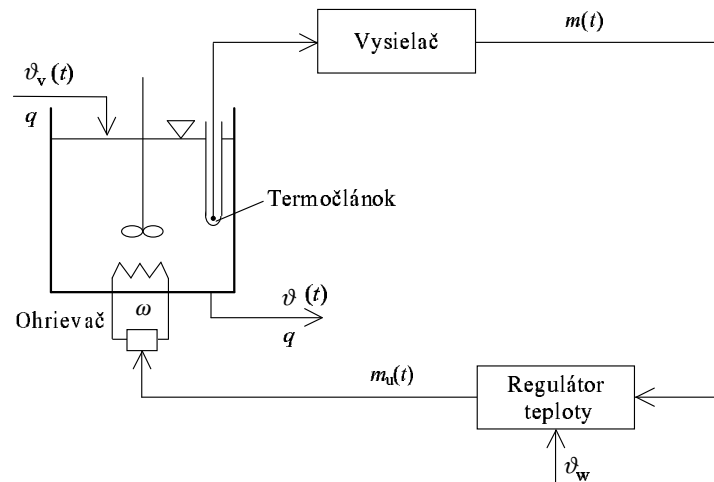 Vysielač
m(t)
ϑv(t)
q
Termočlánok
ϑ(t)
q
Ohrievač
ω
mu(t)
Regulátor
teploty
ϑw